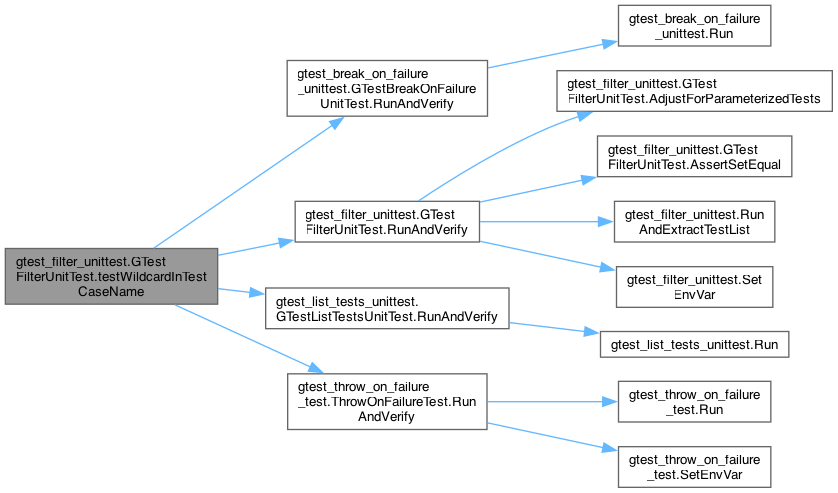 gtest_filter_unittest.GTest
FilterUnitTest.testWildcardInTest
CaseName
gtest_break_on_failure
_unittest.GTestBreakOnFailure
UnitTest.RunAndVerify
gtest_break_on_failure
_unittest.Run
gtest_filter_unittest.GTest
FilterUnitTest.RunAndVerify
gtest_filter_unittest.GTest
FilterUnitTest.AdjustForParameterizedTests
gtest_filter_unittest.GTest
FilterUnitTest.AssertSetEqual
gtest_filter_unittest.Run
AndExtractTestList
gtest_filter_unittest.Set
EnvVar
gtest_list_tests_unittest.
GTestListTestsUnitTest.RunAndVerify
gtest_list_tests_unittest.Run
gtest_throw_on_failure
_test.ThrowOnFailureTest.Run
AndVerify
gtest_throw_on_failure
_test.Run
gtest_throw_on_failure
_test.SetEnvVar